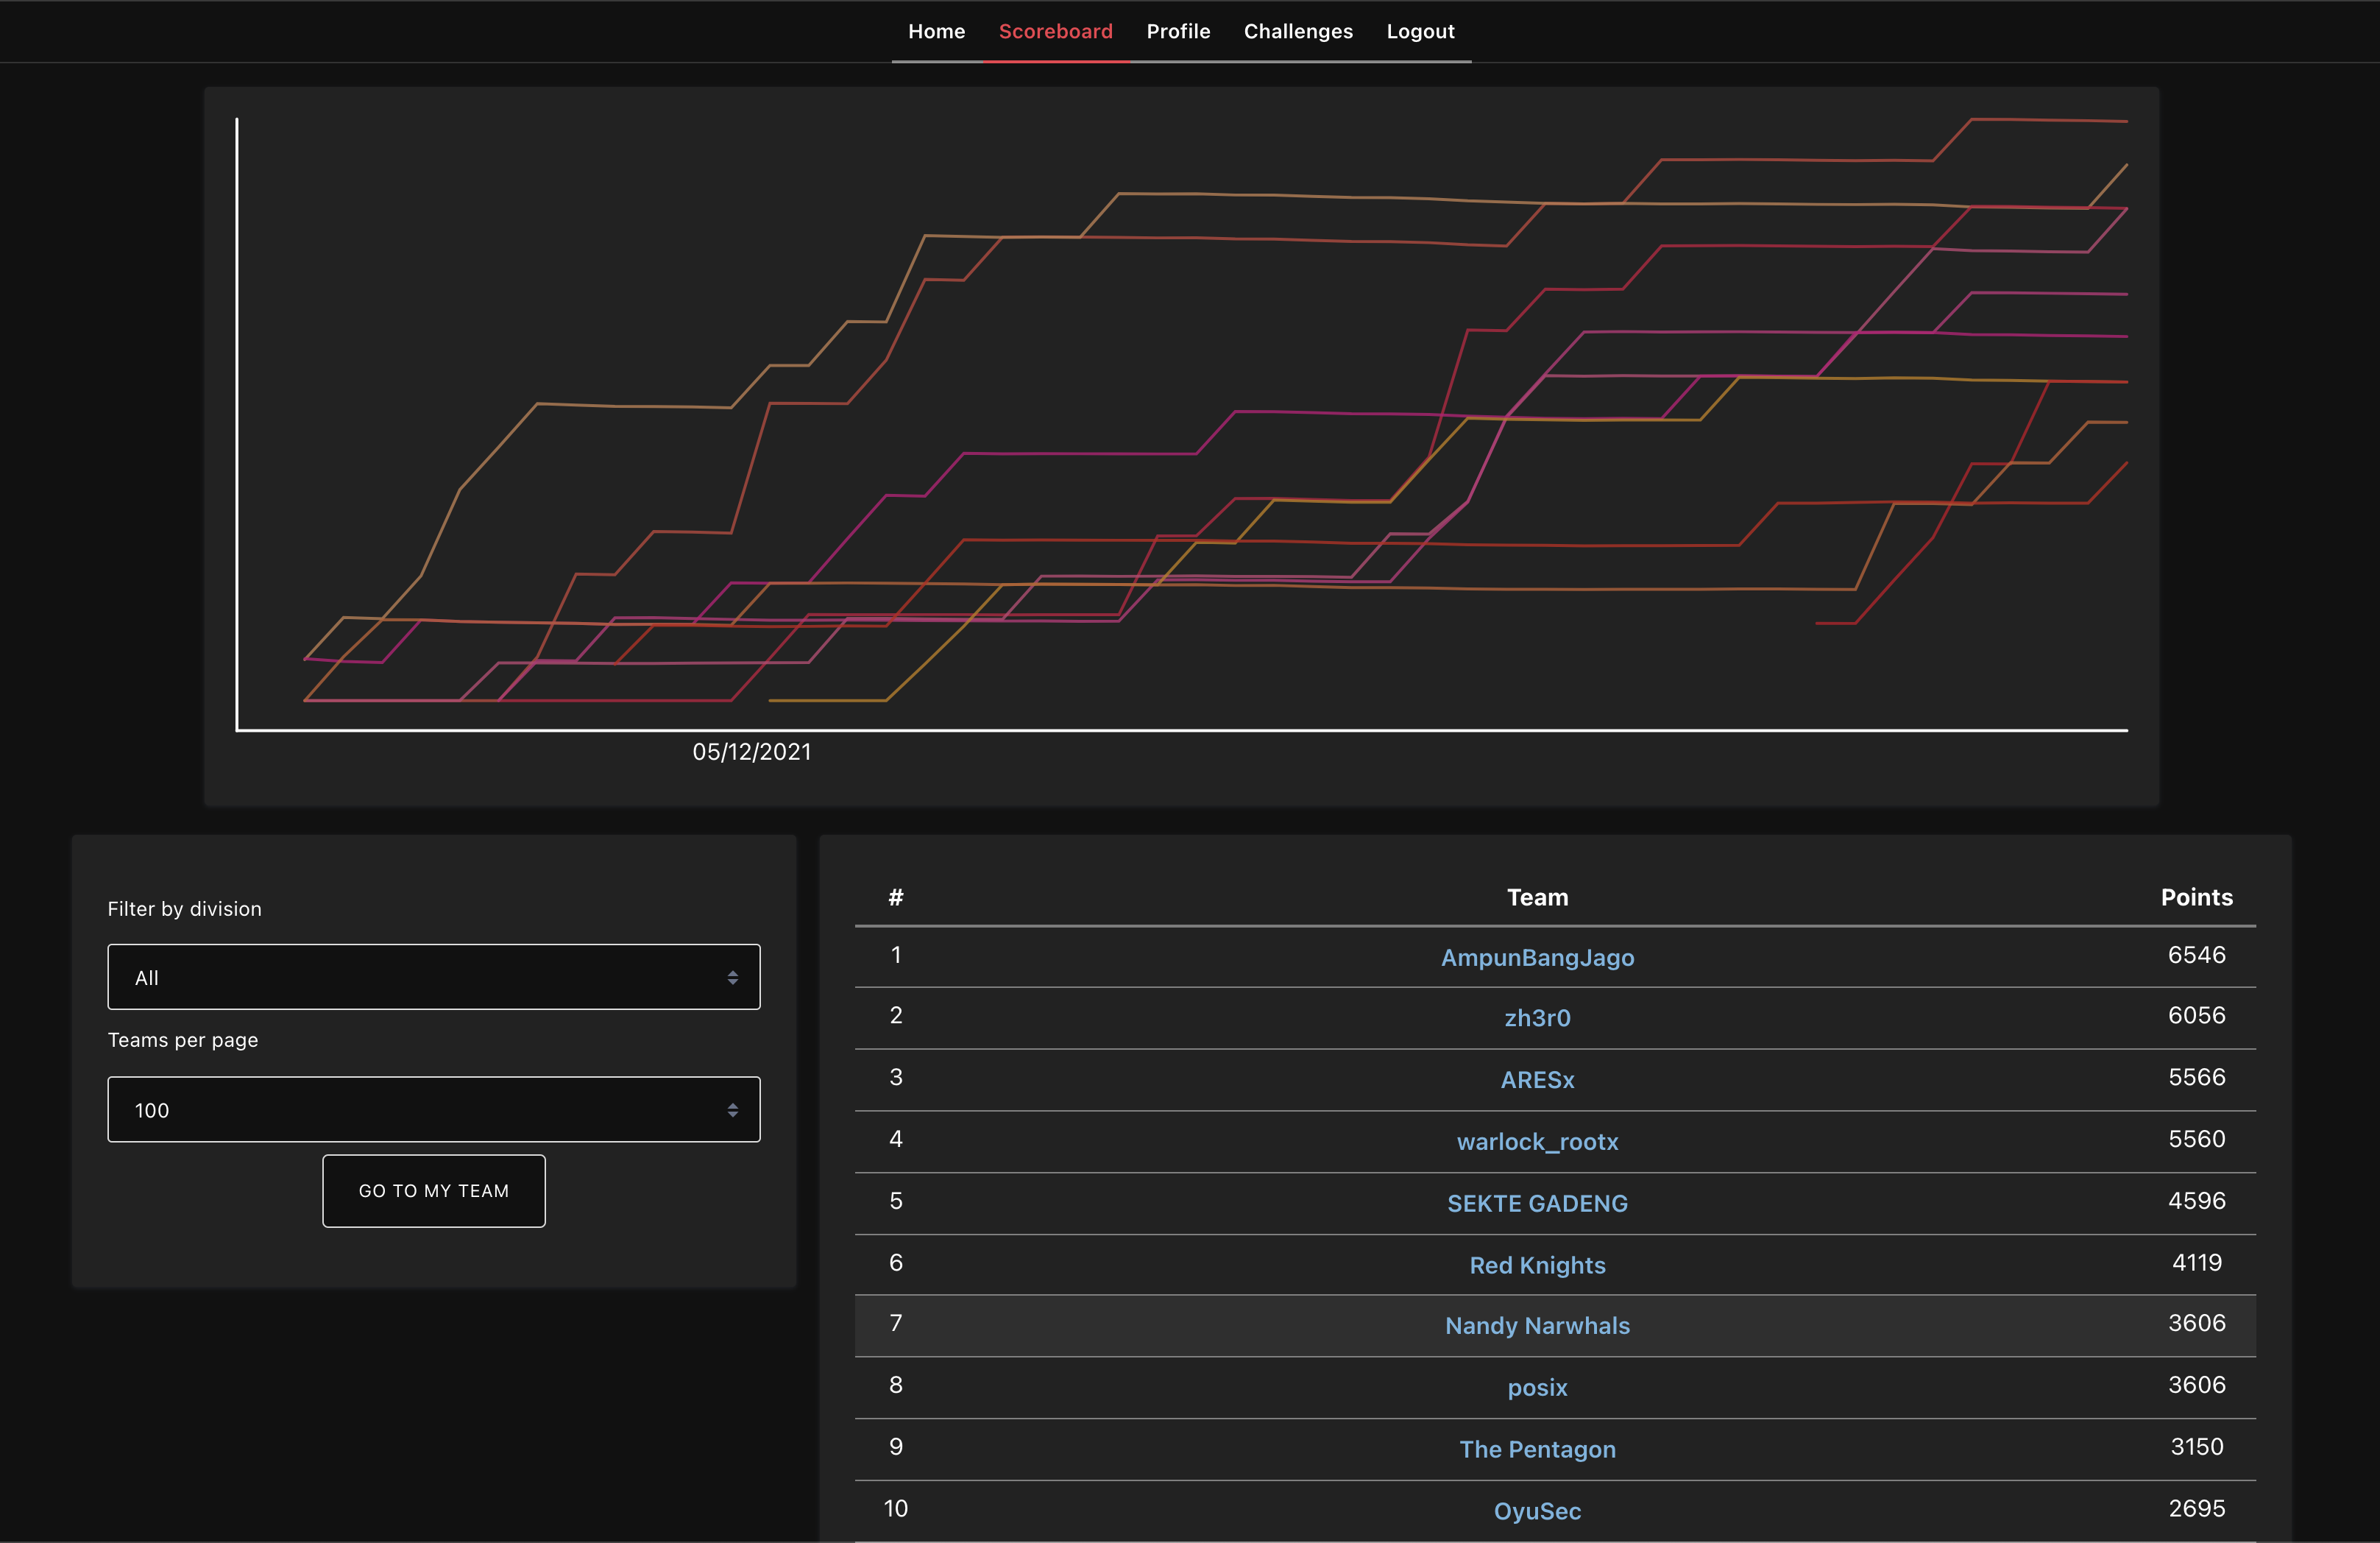 Home Scoreboard Profile Challenges Logout
05/12/2021
Filter by division
All
Teams per page
100
GO TO MY TEAM
# Team Points
1 AmpunBangJago 6546
2 zh3r0 6056
3 ARESx 5566
4 warlock_rootx 5560
5 SEKTE GADENG 4596
6 Red Knights 4119
7 Nandy Narwhals 3606
8 posix 3606
9 The Pentagon 3150
10 OyuSec 2695